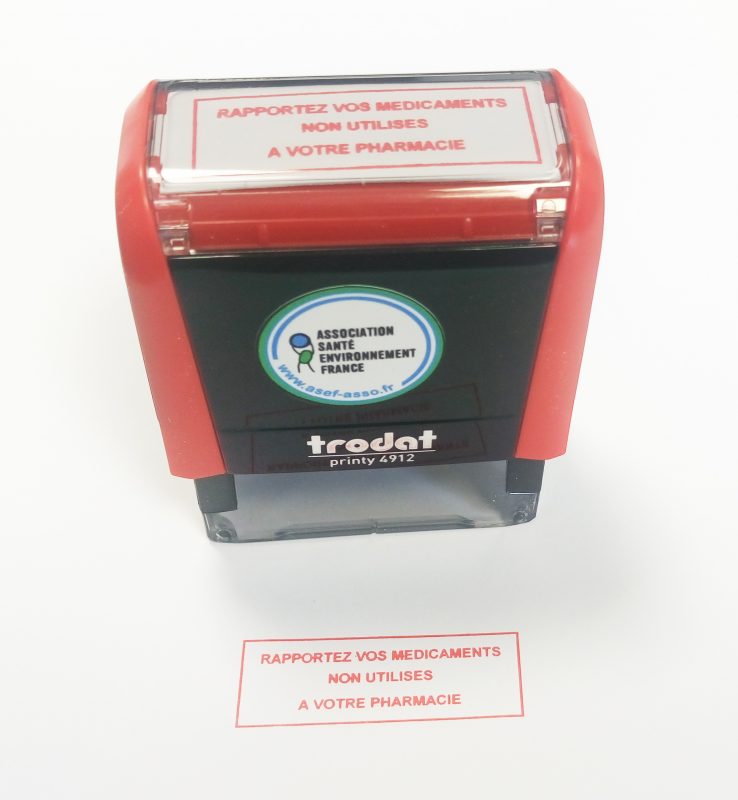 RAPPORTEZ VOS MEDICAMENTS
NON UTILISES
A VOTRE PHARMACIE
ASSOCIATION
SANTÉ
ENVIRONNEMENT
FRANCE
www.asef-asso.fr
trodat
printy 4912
RAPPORTEZ VOS MEDICAMENTS
NON UTILISES
A VOTRE PHARMACIE